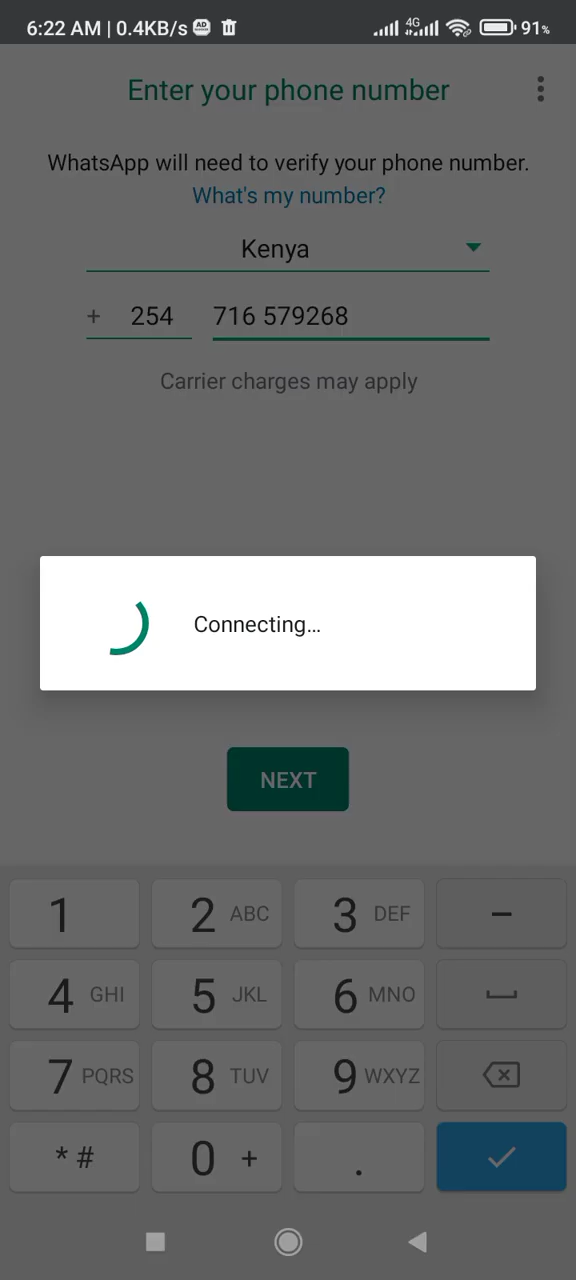 6:22 AM | 0.4KB/s AD 4G 91%
Enter your phone number
WhatsApp will need to verify your phone number.
What's my number?
Kenya
+ 254 716 579268
Carrier charges may apply
Connecting…
NEXT
1 2 ABC 3 DEF –
4 GHI 5 JKL 6 MNO
7 PQRS 8 TUV 9 WXYZ
* # 0 + .